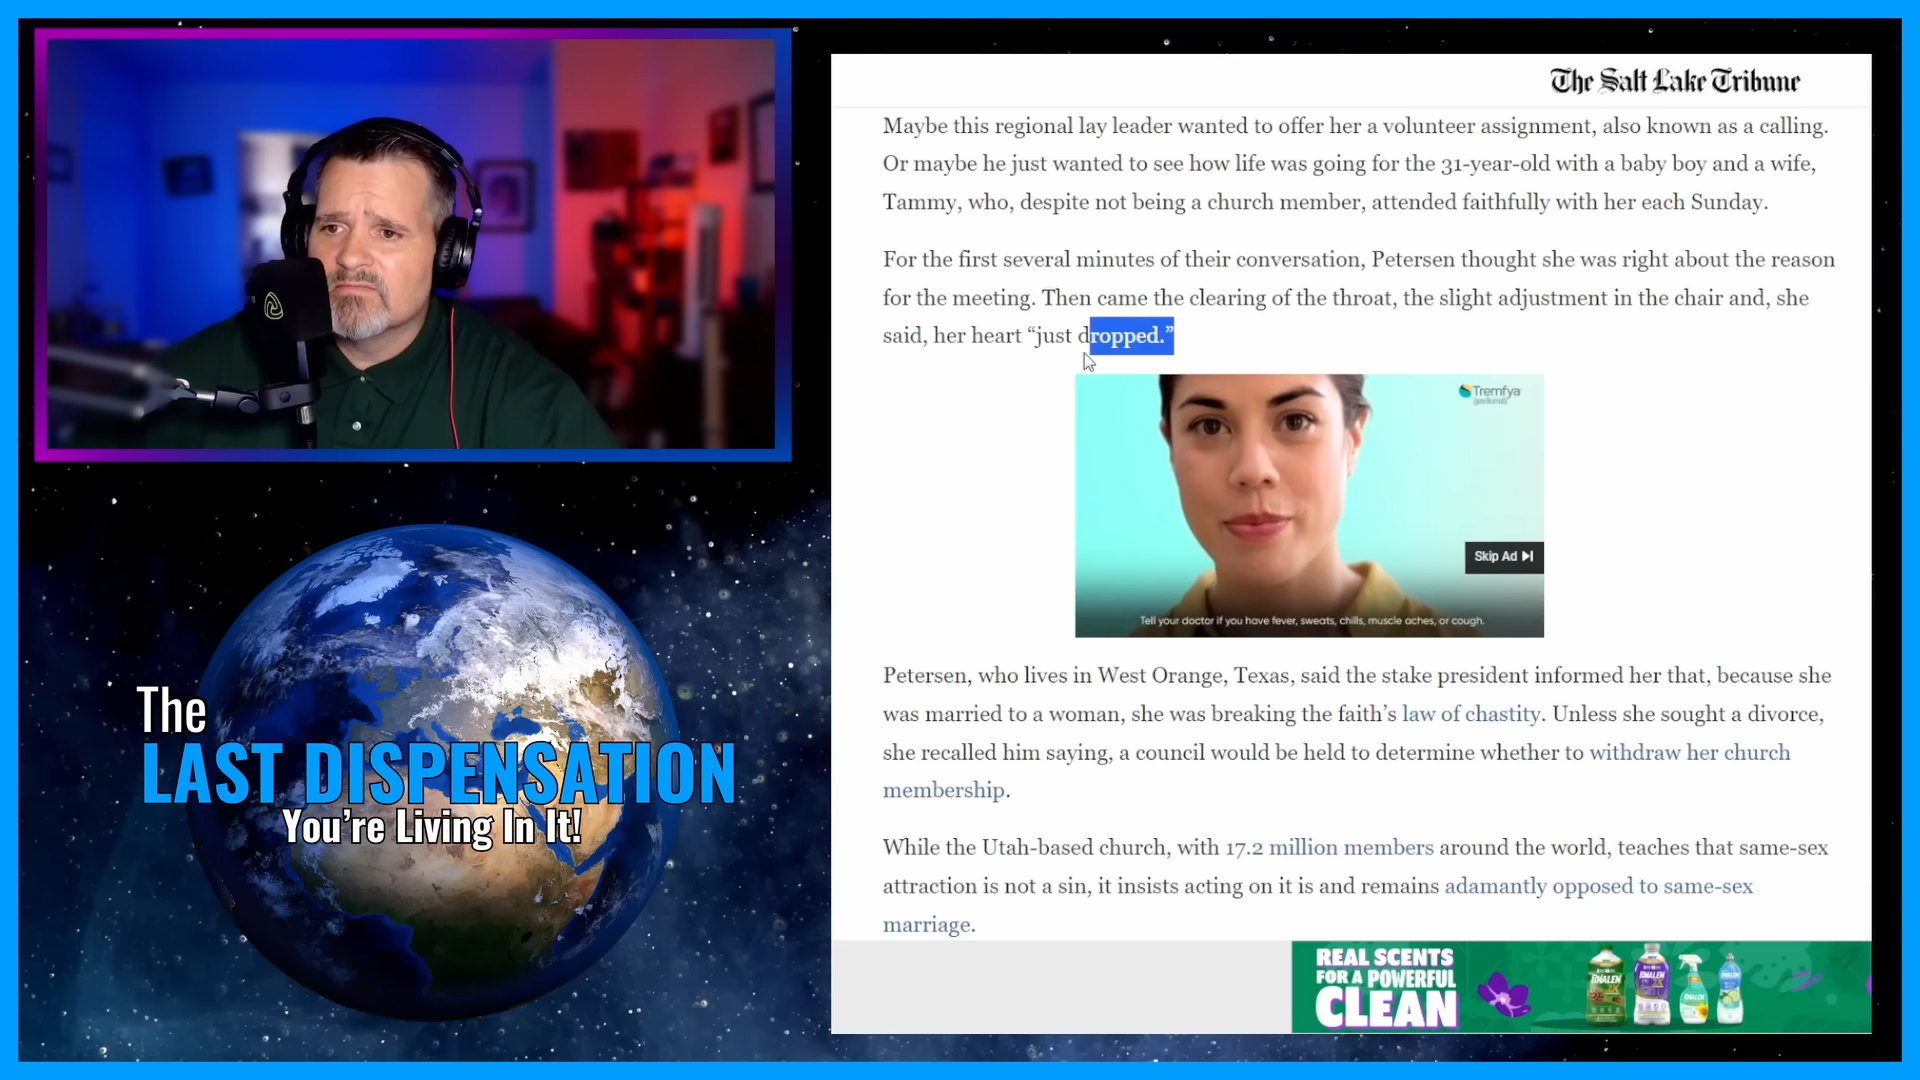 The Salt Lake Tribune
Maybe this regional lay leader wanted to offer her a volunteer assignment, also known as a calling.
Or maybe he just wanted to see how life was going for the 31-year-old with a baby boy and a wife,
Tammy, who, despite not being a church member, attended faithfully with her each Sunday.
For the first several minutes of their conversation, Petersen thought she was right about the reason
for the meeting. Then came the clearing of the throat, the slight adjustment in the chair and, she
said, her heart “just dropped.”
Tremfya
Skip Ad
Tell your doctor if you have fever, sweats, chills, muscle aches, or cough.
Petersen, who lives in West Orange, Texas, said the stake president informed her that, because she
was married to a woman, she was breaking the faith’s law of chastity. Unless she sought a divorce,
she recalled him saying, a council would be held to determine whether to withdraw her church
membership.
While the Utah-based church, with 17.2 million members around the world, teaches that same-sex
attraction is not a sin, it insists acting on it is and remains adamantly opposed to same-sex
marriage.
REAL SCENTS
FOR A POWERFUL
CLEAN
The
LAST DISPENSATION
You’re Living In It!